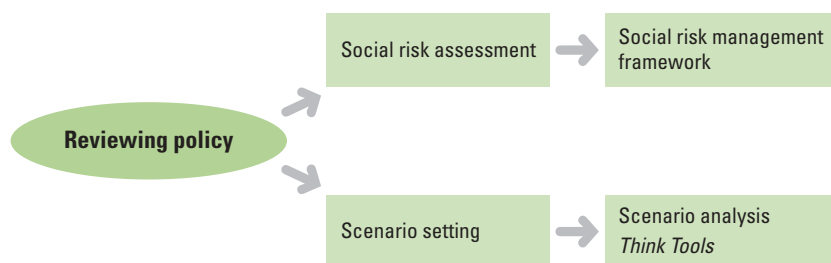 Social risk assessment
Social risk management
framework
Reviewing policy
Scenario setting
Scenario analysis
Think Tools